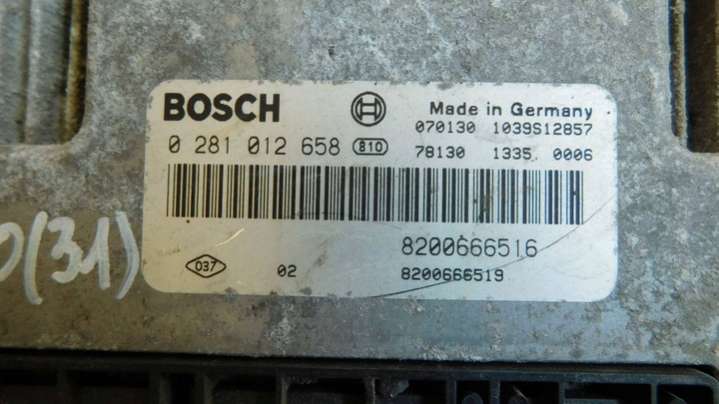 BOSCH Made in Germany
070130 1039S12857
0 281 012 658 810 78130 1335 0006
8200666516
037 02 8200666519
0(31)